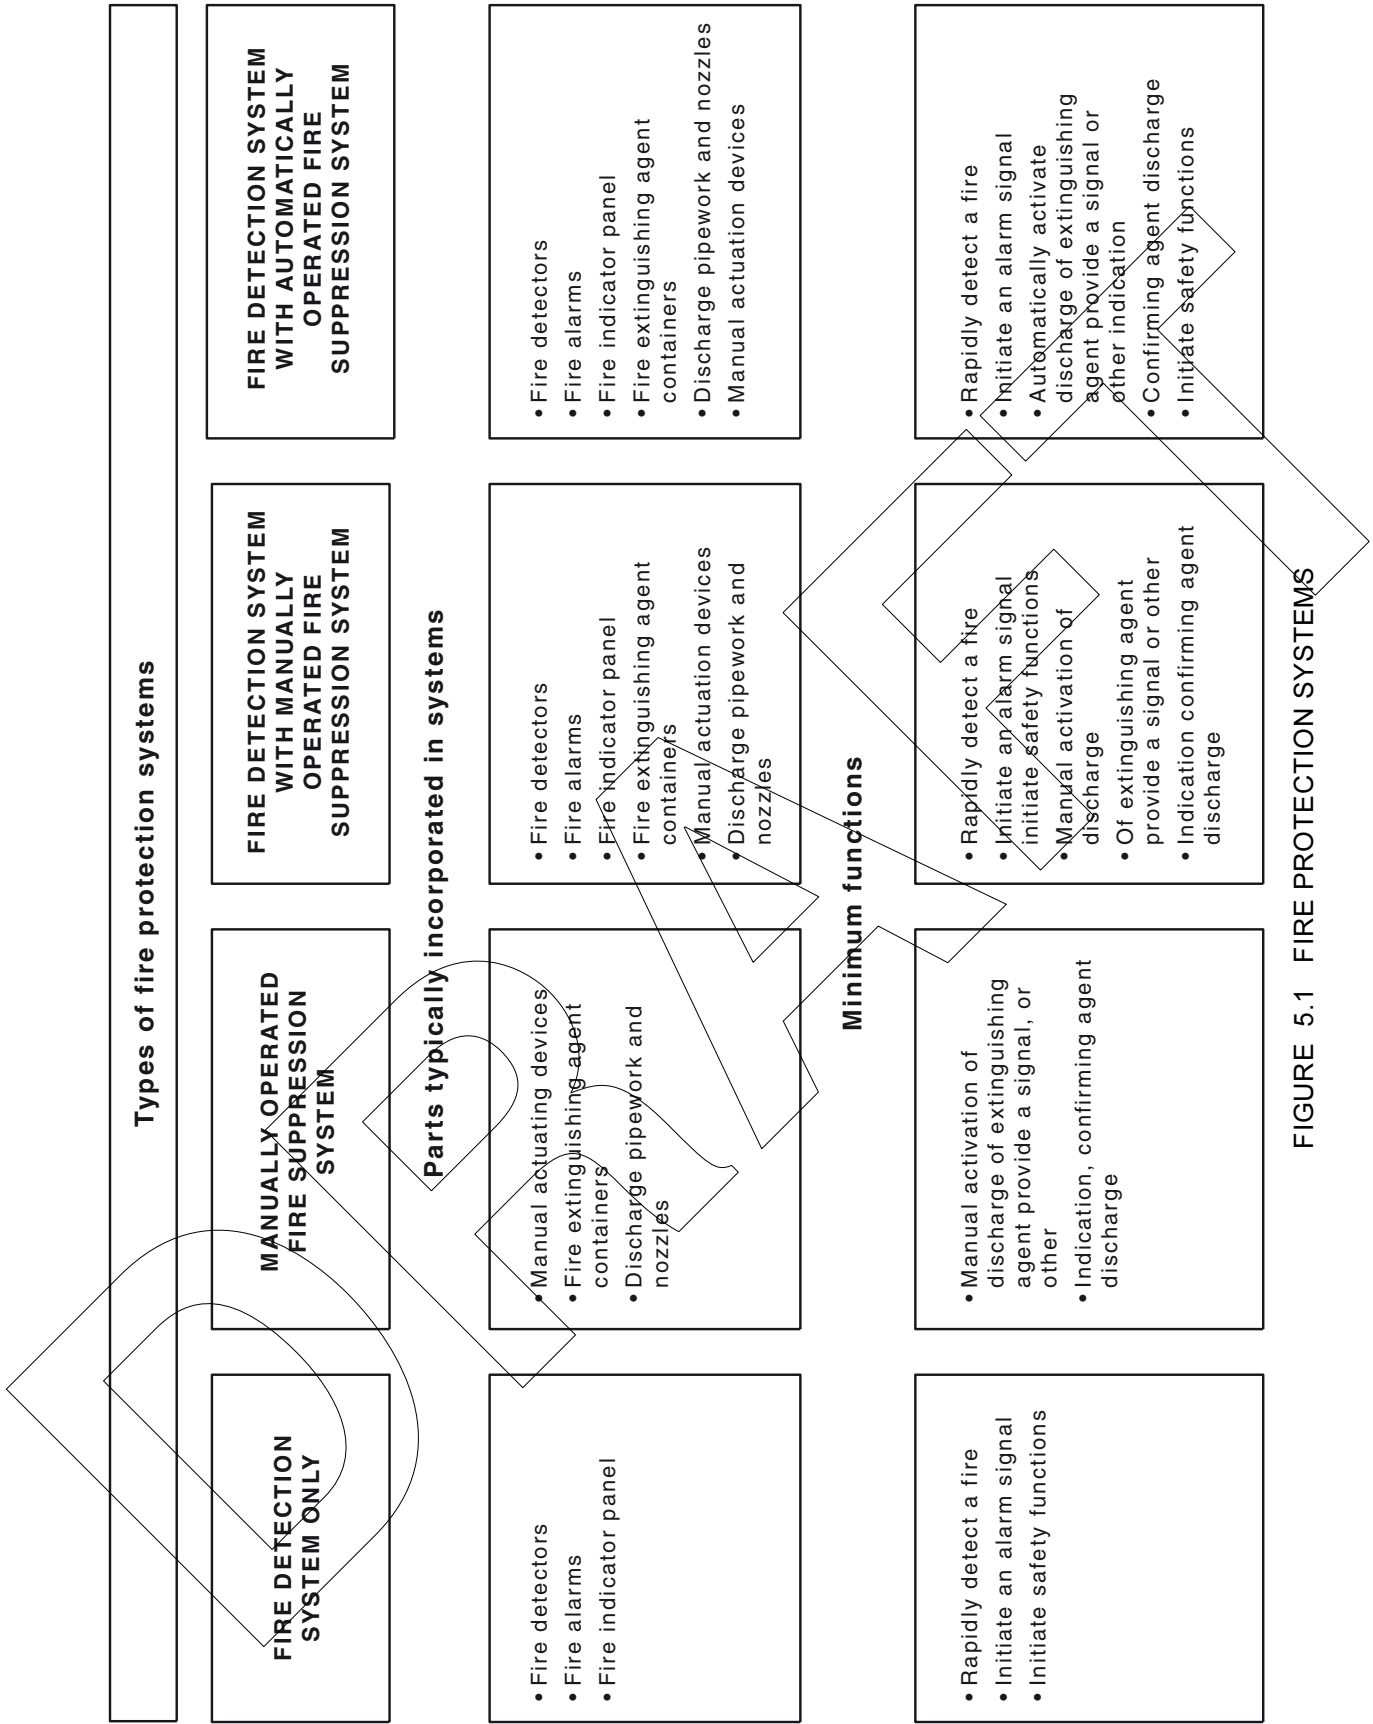 Types of fire protection systems
FIRE DETECTION
SYSTEM ONLY
MANUALLY OPERATED
FIRE SUPPRESSION
SYSTEM
FIRE DETECTION SYSTEM
WITH MANUALLY
OPERATED FIRE
SUPPRESSION SYSTEM
FIRE DETECTION SYSTEM
WITH AUTOMATICALLY
OPERATED FIRE
SUPPRESSION SYSTEM
Parts typically incorporated in systems
• Fire detectors
• Fire alarms
• Fire indicator panel
• Manual actuating devices
• Fire extinguishing agent
containers
• Discharge pipework and
nozzles
• Fire detectors
• Fire alarms
• Fire indicator panel
• Fire extinguishing agent
containers
• Manual actuation devices
• Discharge pipework and
nozzles
• Fire detectors
• Fire alarms
• Fire indicator panel
• Fire extinguishing agent
containers
• Discharge pipework and nozzles
• Manual actuation devices
Minimum functions
• Rapidly detect a fire
• Initiate an alarm signal
• Initiate safety functions
• Manual activation of
discharge of extinguishing
agent provide a signal, or
other
• Indication, confirming agent
discharge
• Rapidly detect a fire
• Initiate an alarm signal
initiate safety functions
• Manual activation of
discharge
• Of extinguishing agent
provide a signal or other
• Indication confirming agent
discharge
• Rapidly detect a fire
• Initiate an alarm signal
• Automatically activate
discharge of extinguishing
agent provide a signal or
other indication
• Confirming agent discharge
• Initiate safety functions
FIGURE 5.1 FIRE PROTECTION SYSTEMS
DRAFT